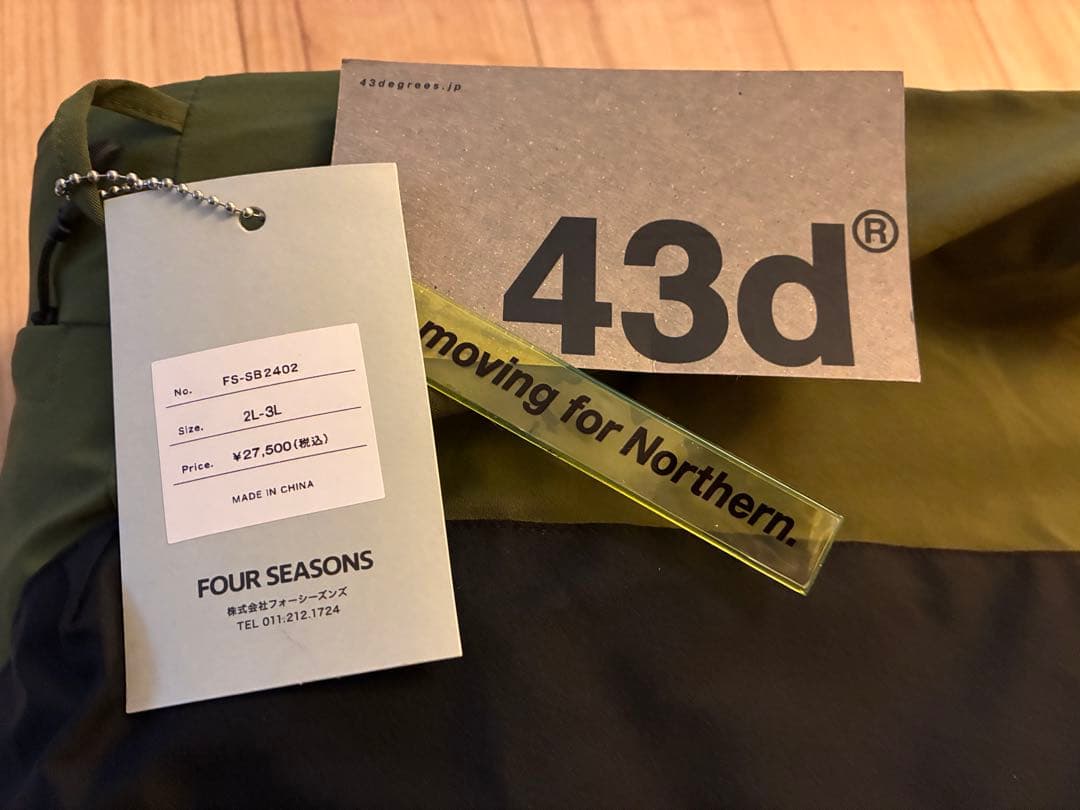 43degrees.jp
43d®
moving for Northern.
No. FS-SB2402
Size. 2L-3L
Price. ¥27,500(税込)
MADE IN CHINA
FOUR SEASONS
株式会社フォーシーズンズ
TEL 011.212.1724